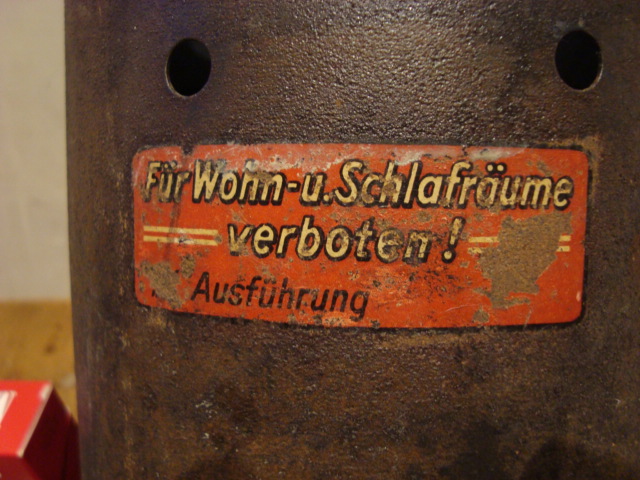 Für Wohn- u. Schlafräume
verboten!
Ausführung